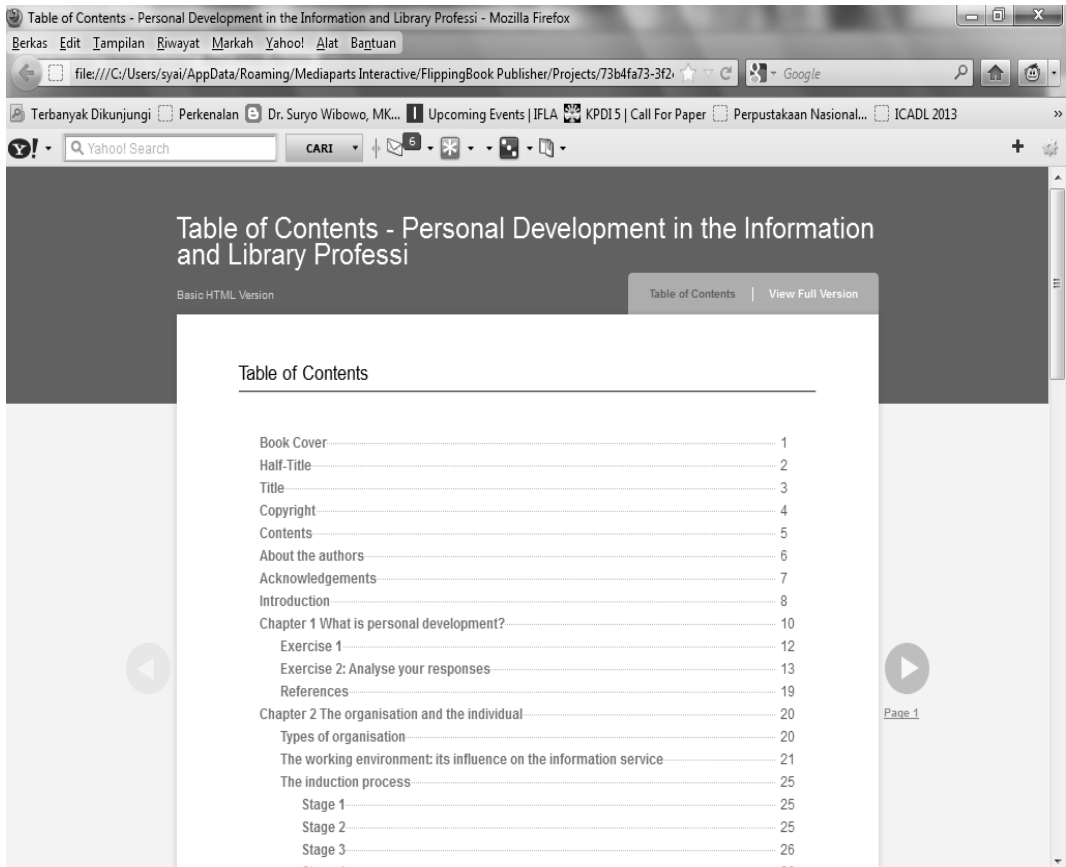 Table of Contents - Personal Development in the Information and Library Professi - Mozilla Firefox
Berkas Edit Tampilan Riwayat Markah Yahoo! Alat Bantuan
file:///C:/Users/syai/AppData/Roaming/Mediaparts Interactive/FlippingBook Publisher/Projects/73b4fa73-3f2 Google
Terbanyak Dikunjungi Perkenalan Dr. Suryo Wibowo, MK... Upcoming Events | IFLA KPDI 5 | Call For Paper Perpustakaan Nasional... ICADL 2013 »
Y! Yahoo! Search CARI 6
Table of Contents - Personal Development in the Information
and Library Professi
Basic HTML Version Table of Contents | View Full Version
Table of Contents
Book Cover 1
Half-Title 2
Title 3
Copyright 4
Contents 5
About the authors 6
Acknowledgements 7
Introduction 8
Chapter 1 What is personal development? 10
Exercise 1 12
Exercise 2: Analyse your responses 13
References 19
Chapter 2 The organisation and the individual 20
Page 1
Types of organisation 20
The working environment: its influence on the information service 21
The induction process 25
Stage 1 25
Stage 2 25
Stage 3 26